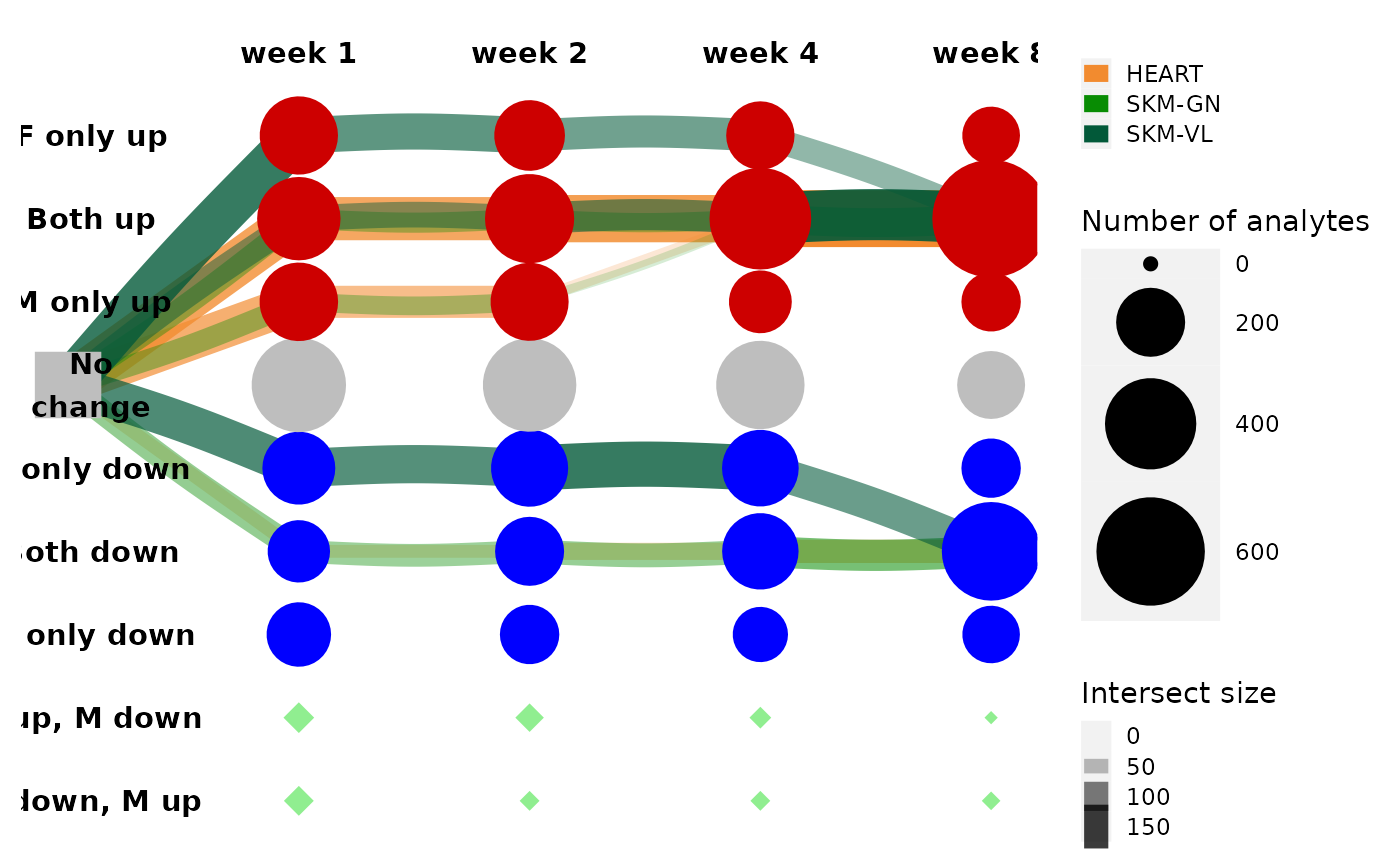 week 1 week 2 week 4 week 8
F only up
Both up
M only up
No
change
only down
oth down
only down
up, M down
down, M up
HEART
SKM-GN
SKM-VL
Number of analytes
0
200
400
600
Intersect size
0
50
100
150